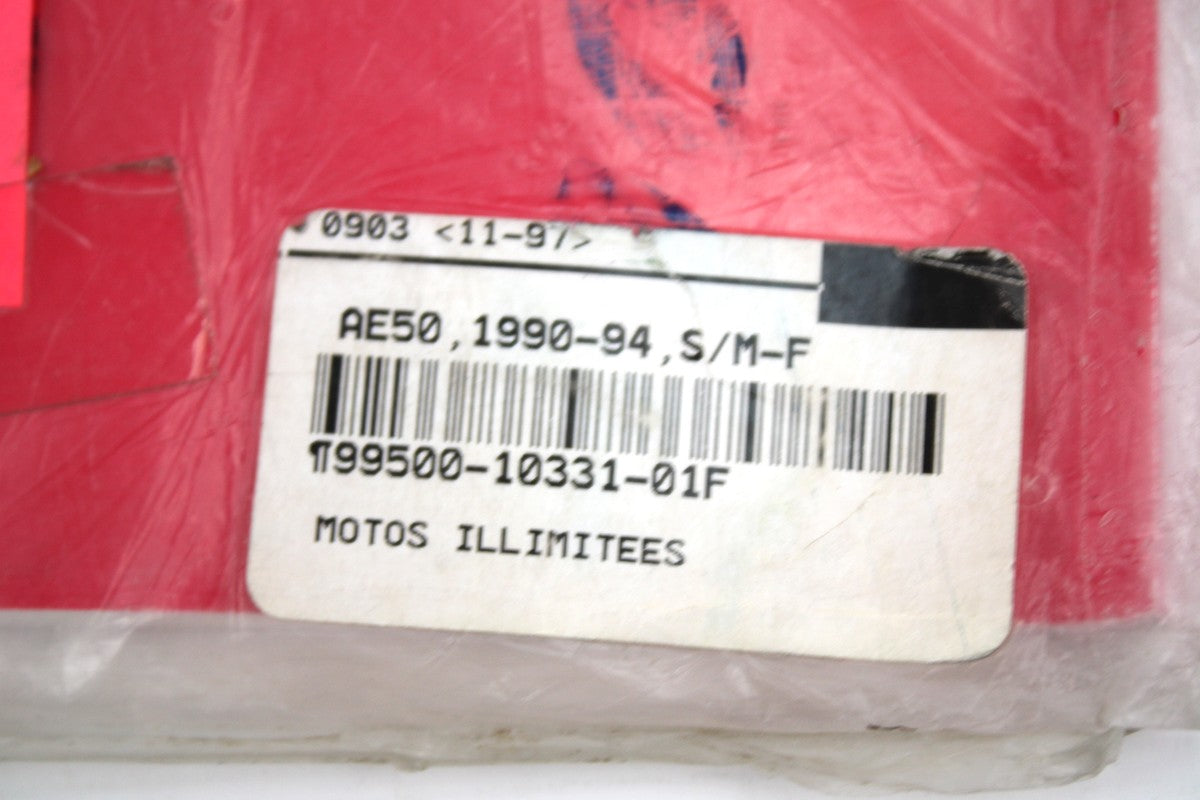 0903 <11-97>
AE50,1990-94,S/M-F
¶99500-10331-01F
MOTOS ILLIMITEES